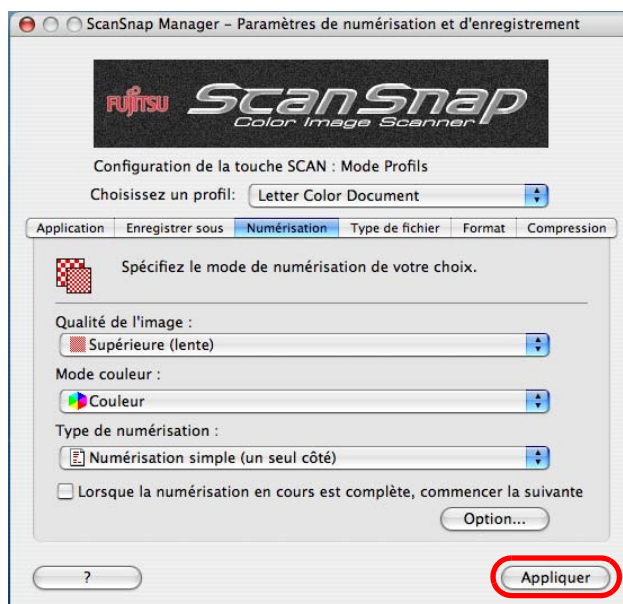 ScanSnap Manager – Paramètres de numérisation et d'enregistrement
FUJITSU ScanSnap
Color Image Scanner
Configuration de la touche SCAN : Mode Profils
Choisissez un profil: Letter Color Document
Application Enregistrer sous Numérisation Type de fichier Format Compression
Spécifiez le mode de numérisation de votre choix.
Qualité de l'image :
Supérieure (lente)
Mode couleur :
Couleur
Type de numérisation :
Numérisation simple (un seul côté)
Lorsque la numérisation en cours est complète, commencer la suivante
Option...
? Appliquer